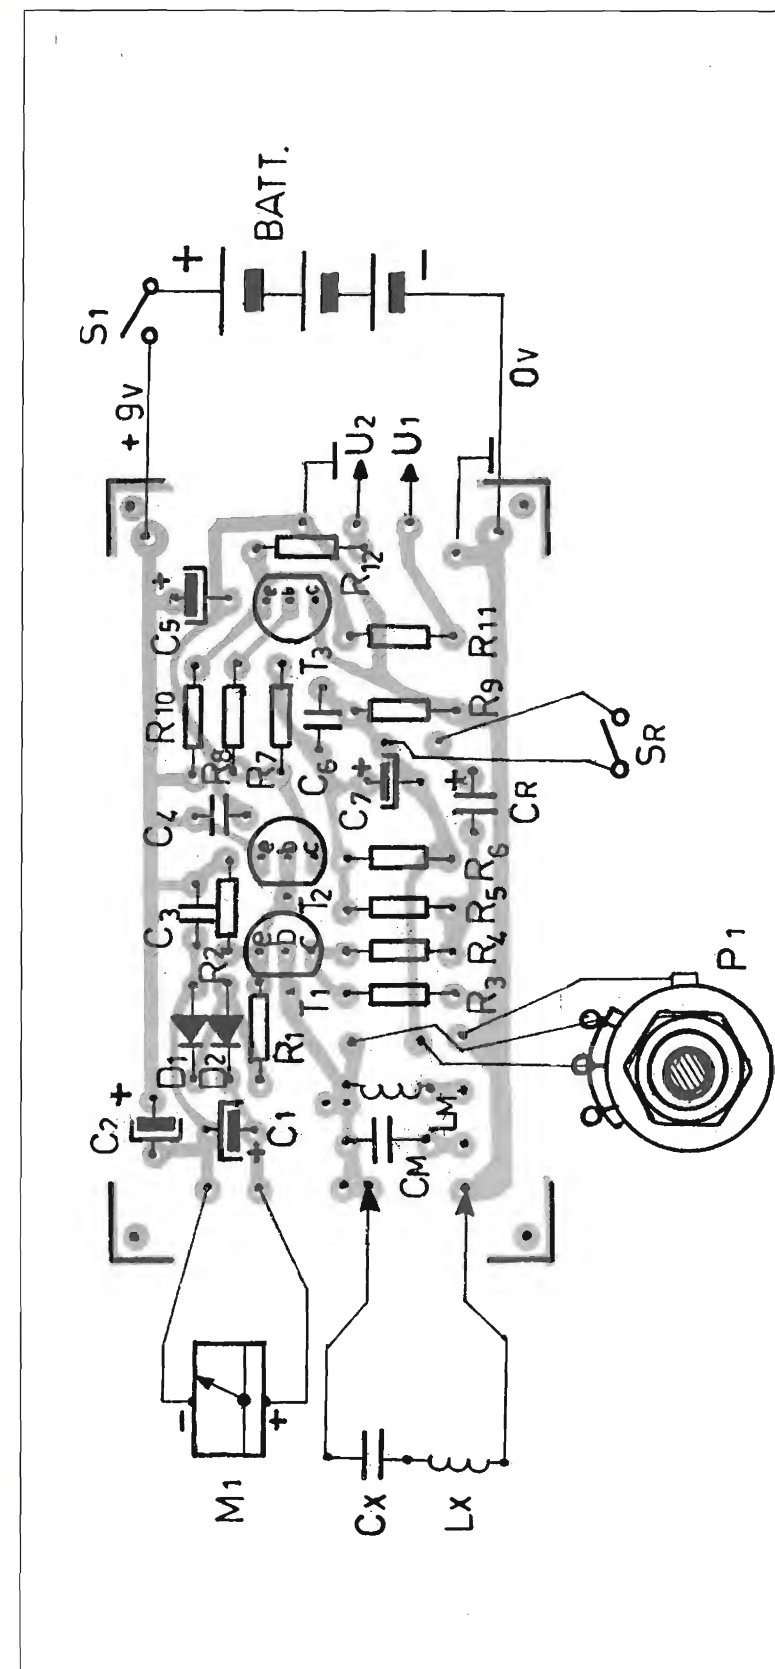 BATT.
+
−
S1
+9V
0V
U2
U1
C5
+
R10
R8
R7
T3
e
b
c
R12
R11
R9
C6
C7
+
SR
CR
+
C4
C3
R2
T2
e
b
c
T1
e
b
c
R6
R5
R4
R3
P1
D1
D2
R1
C2
+
C1
+
LM
CM
M1
−
+
CX
LX